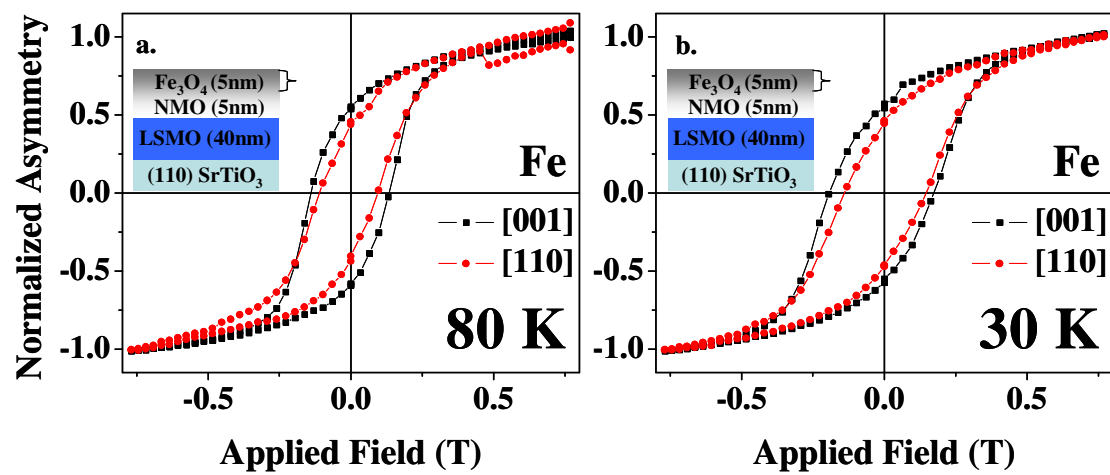 Normalized Asymmetry
a.
Fe₃O₄ (5nm)
NMO (5nm)
LSMO (40nm)
(110) SrTiO₃
Fe
[001]
[110]
80 K
1.0
0.5
0.0
-0.5
-1.0
-0.5 0.0 0.5
Applied Field (T)
b.
Fe₃O₄ (5nm)
NMO (5nm)
LSMO (40nm)
(110) SrTiO₃
Fe
[001]
[110]
30 K
1.0
0.5
0.0
-0.5
-1.0
-0.5 0.0 0.5
Applied Field (T)